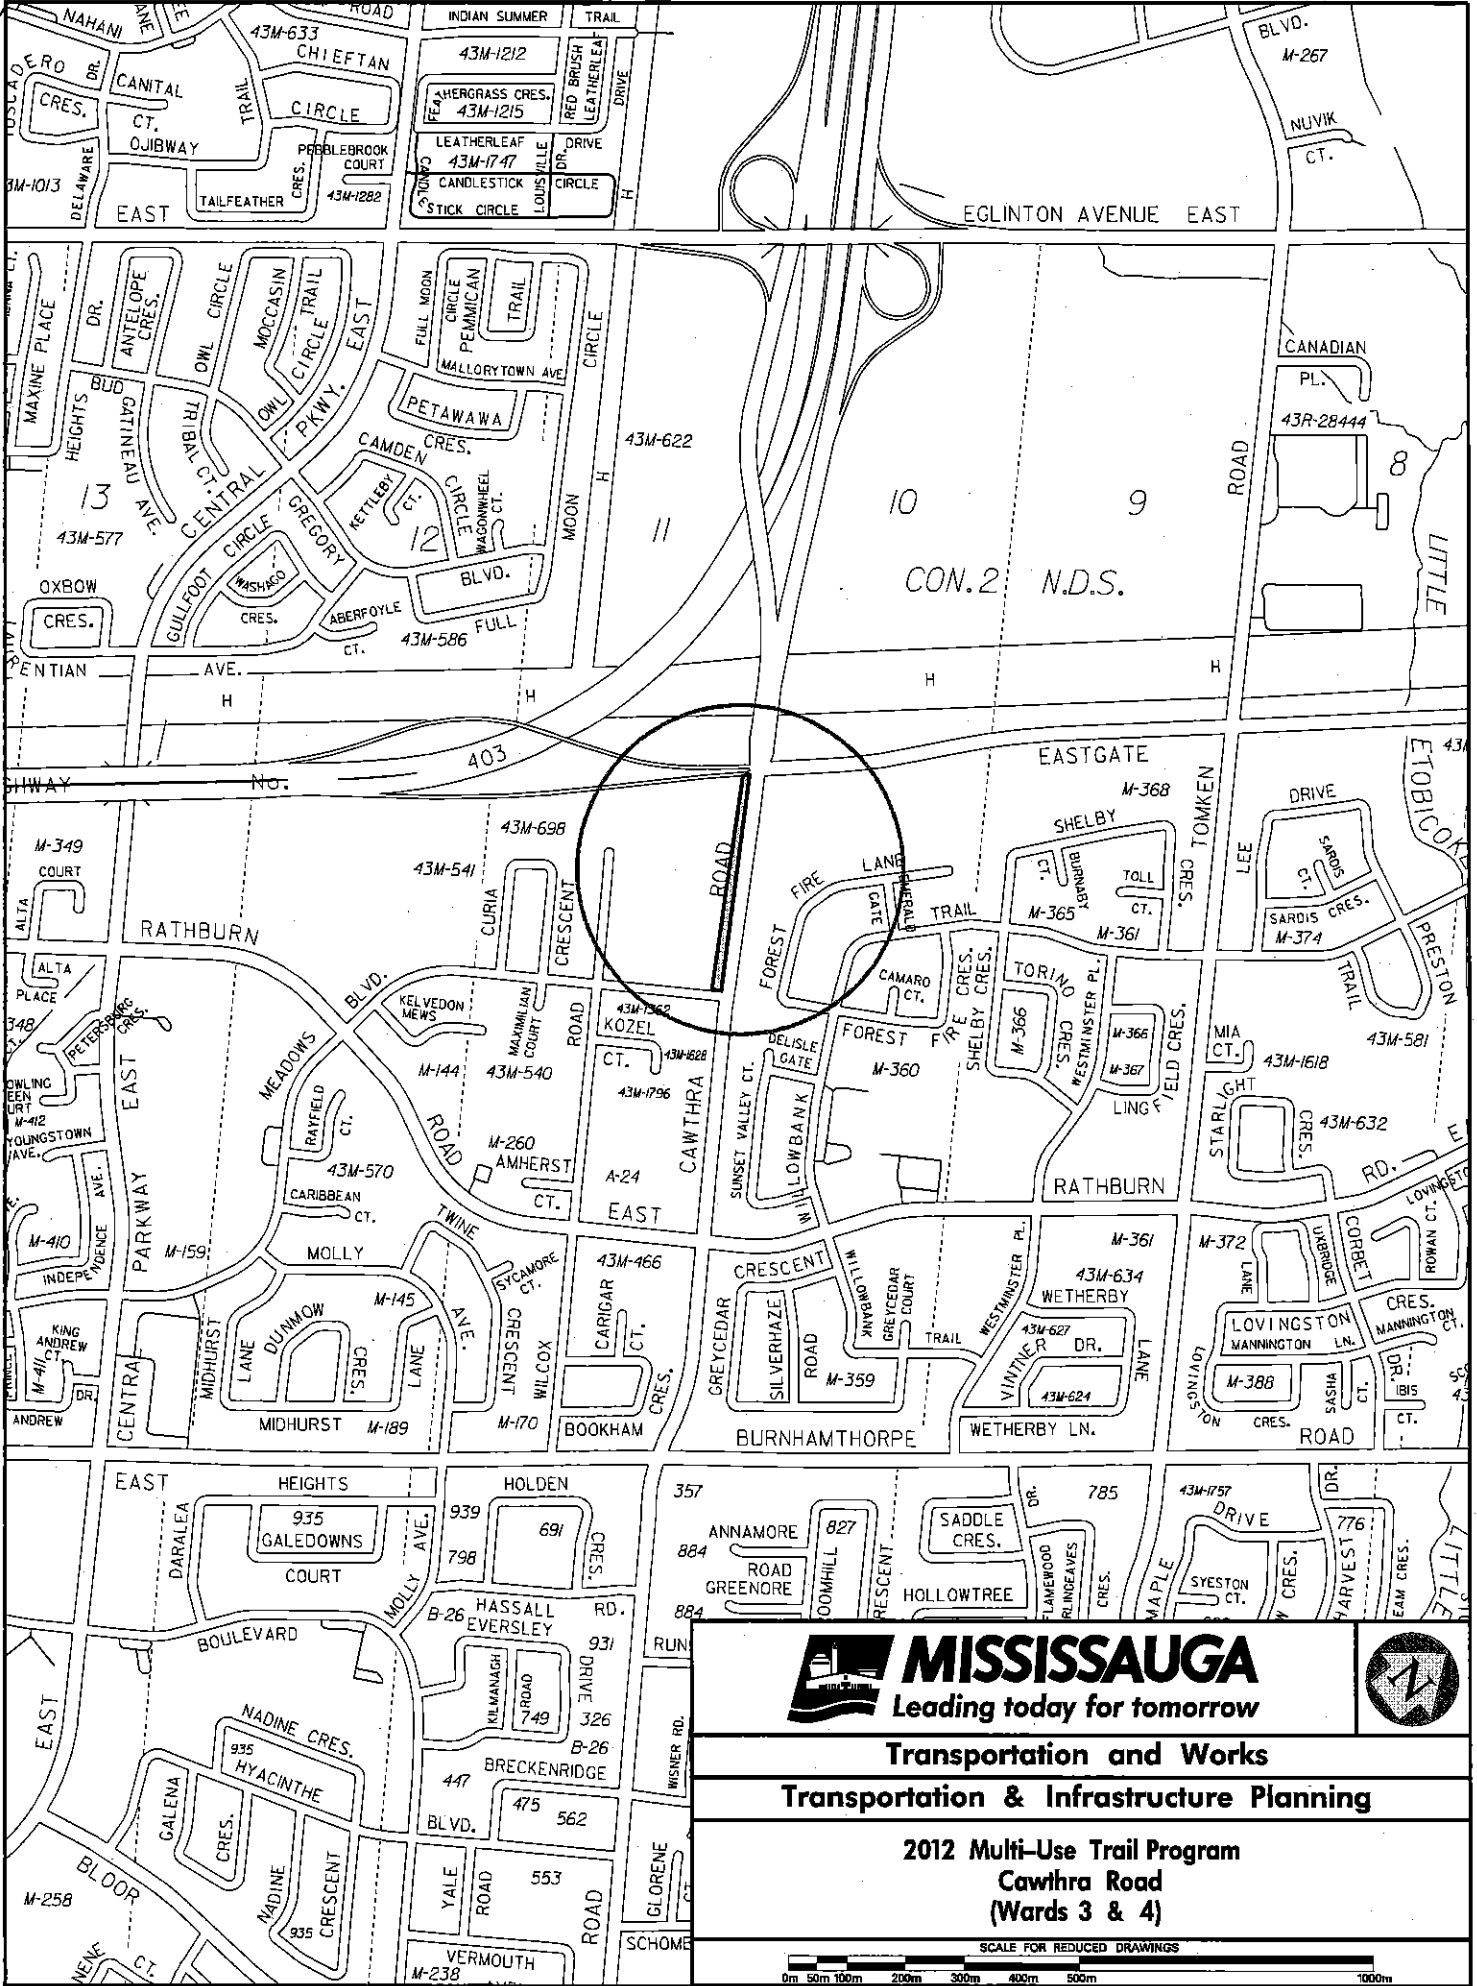 NAHANI
ROAD
INDIAN SUMMER TRAIL
43M-633
CHIEFTAN
43M-1212
BLVD.
M-267
DR.
CANITAL
CT.
CRES.
TRAIL
CIRCLE
HERGRASS CRES.
43M-1215
RED BRUSH
LEATHERLEAF
DRIVE
OJIBWAY
PEBBLEBROOK
COURT
LEATHERLEAF DRIVE
43M-1747
NUVIK
CT.
DELAWARE
TAILFEATHER
CRES.
43M-1282
CANDLESTICK CIRCLE
STICK CIRCLE
LOUISVILLE
DR.
H
EAST
EGLINTON AVENUE EAST
MAXINE PLACE
DR.
ANTELOPE
CRES.
OWL CIRCLE
MOCCASIN
TRAIL
CIRCLE
OWL
EAST
PKWY.
FULL MOON
CIRCLE
PEMMICAN
TRAIL
MALLORYTOWN AVE
CIRCLE
CANADIAN
PL.
BUD
HEIGHTS
GATINEAU AVE.
TRIBAL CT.
PETAWAWA
CRES.
43M-622
43R-28444
8
ROAD
13
43M-577
CENTRAL
CAMDEN
CIRCLE
KETTLEBY
CT.
WAGONWHEEL
CT.
H
MOON
10
9
11
12
GREGORY
BLVD.
GULLFOOT CIRCLE
WASHAGO
CRES.
ABERFOYLE
CT.
43M-586
FULL
CON. 2 N.D.S.
LITTLE
OXBOW
CRES.
RENTIAN AVE.
H
H
H
H
403
No.
EASTGATE
M-368
TOMKEN
ETOBICOKE
M-349
COURT
ALTA
43M-698
43M-541
CURIA
CRESCENT
ROAD
FOREST
FIRE
LANE
EMERALD
GATE
TRAIL
SHELBY
CT.
BURNABY
TOLL
CT.
CRES.
M-365
M-361
LEE
DRIVE
SARDIS
CT.
SARDIS CRES.
M-374
PRESTON
TRAIL
RATHBURN
ALTA
PLACE
BLVD.
KELVEDON
MEWS
MAXIMILIAN
COURT
ROAD
43M-1362
KOZEL
CT.
43M-1628
CAMARO
CT.
FOREST FIRE
CRES.
SHELBY CRES.
TORINO
CRES.
M-366
WESTMINSTER PL.
M-366
M-367
MIA
CT.
43M-1618
43M-581
PETERSBURG
CRES.
EAST
MEADOWS
M-144
43M-540
43M-1796
DELISLE
GATE
M-360
LINGFIELD CRES.
STARLIGHT
CRES.
43M-632
M-412
YOUNGSTOWN
AVE.
RAYFIELD
CT.
ROAD
M-260
AMHERST
CT.
A-24
CAWTHRA
SUNSET VALLEY CT.
WILLOWBANK
43M-570
CARIBBEAN
CT.
EAST
RATHBURN
RD.
E
PARKWAY
M-410
INDEPENDENCE
AVE.
M-159
MOLLY
TWINE
SYCAMORE
CT.
43M-466
CRESCENT
WILLOWBANK
GREYCEDAR
COURT
WESTMINSTER PL.
M-361
43M-634
WETHERBY
M-372
LANE
UXBRIDGE
CORBET
ROWAN CT.
KING
ANDREW
CT.
M-411
DR.
ANDREW
MIDHURST
LANE
DUNMOW
CRES.
M-145
LANE
AVE.
CRESCENT
WILCOX
CARIGAR
CT.
GREYCEDAR
SILVERHAZE
ROAD
M-359
TRAIL
43M-627
VINTNER DR.
43M-624
LANE
LOVINGSTON
MANNINGTON LN.
M-388
CRES.
MANNINGTON
CT.
SASHA
CT.
DR.
IBIS
CT.
CENTRAL
MIDHURST
M-189
M-170
BOOKHAM
CRES.
BURNHAMTHORPE
WETHERBY LN.
LOVINGSTON
CRES.
ROAD
EAST
HEIGHTS
HOLDEN
357
785
43M-1757
DRIVE
DR.
DARALEA
935
GALEDOWNS
COURT
939
798
691
CRES.
ANNAMORE
884
ROAD
GREENORE
884
827
SADDLE
CRES.
HOLLOWTREE
DR.
FLAMEWOOD
CRES.
MAPLE
SYESTON
CT.
CRES.
776
HARVEST
EAM CRES.
LITTLE
MOLLY AVE.
B-26
HASSALL RD.
EVERSLEY
931
BOULEVARD
KILMANAGH
ROAD
749
DRIVE
326
B-26
WISNER RD.
EAST
NADINE CRES.
935
HYACINTHE
447
BRECKENRIDGE
475
562
BLVD.
GALENA
CRES.
NADINE
935
CRESCENT
YALE
ROAD
553
ROAD
GLORENE
BLOOR
M-258
CT.
VERMOUTH
M-238
MISSISSAUGA
Leading today for tomorrow
N
Transportation and Works
Transportation & Infrastructure Planning
2012 Multi-Use Trail Program
Cawthra Road
(Wards 3 & 4)
SCALE FOR REDUCED DRAWINGS
0m 50m 100m 200m 300m 400m 500m 1000m